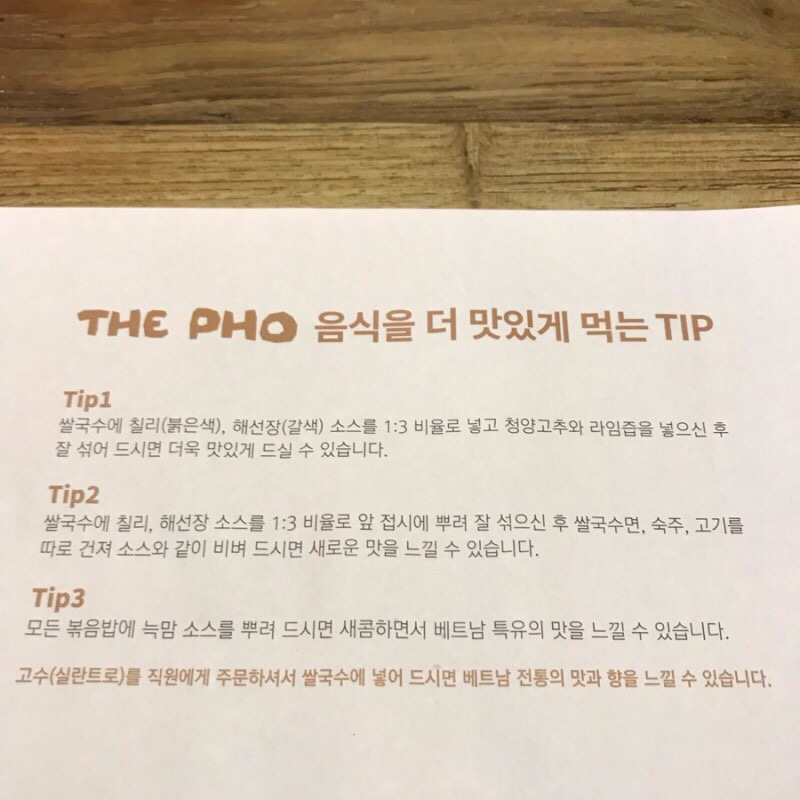 THE PHO 음식을 더 맛있게 먹는 TIP
Tip1
쌀국수에 칠리(붉은색), 해선장(갈색) 소스를 1:3 비율로 넣고 청양고추와 라임즙을 넣으신 후
잘 섞어 드시면 더욱 맛있게 드실 수 있습니다.
Tip2
쌀국수에 칠리, 해선장 소스를 1:3 비율로 앞 접시에 뿌려 잘 섞으신 후 쌀국수면, 숙주, 고기를
따로 건져 소스와 같이 비벼 드시면 새로운 맛을 느낄 수 있습니다.
Tip3
모든 볶음밥에 늑맘 소스를 뿌려 드시면 새콤하면서 베트남 특유의 맛을 느낄 수 있습니다.
고수(실란트로)를 직원에게 주문하셔서 쌀국수에 넣어 드시면 베트남 전통의 맛과 향을 느낄 수 있습니다.